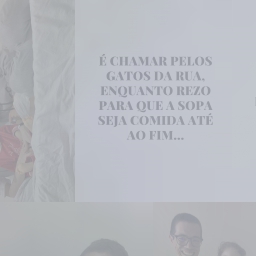 É CHAMAR PELOS
GATOS DA RUA,
ENQUANTO REZO
PARA QUE A SOPA
SEJA COMIDA ATÉ
AO FIM...